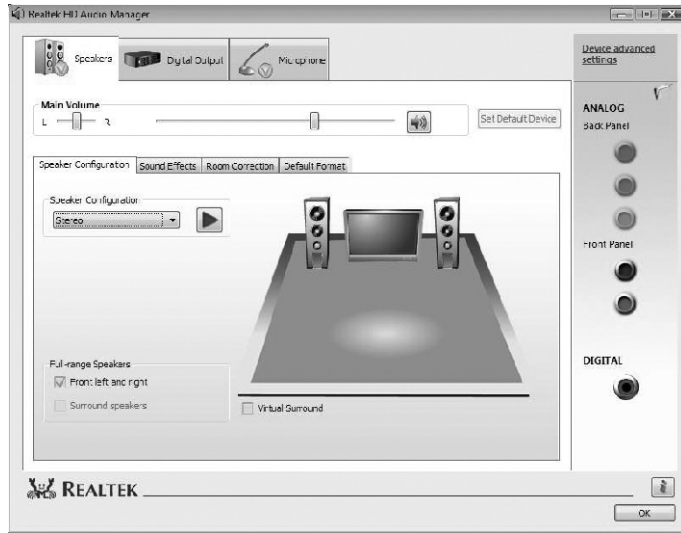 Realtek HD Audio Manager
Speakers
Digital Output
Microphone
Device advanced
settings
Main Volume
L
R
Set Default Device
ANALOG
Back Panel
Speaker Configuration
Sound Effects
Room Correction
Default Format
Speaker Configuration
Stereo
Front Panel
Full-range Speakers
Front left and right
Surround speakers
Virtual Surround
DIGITAL
REALTEK
i
OK